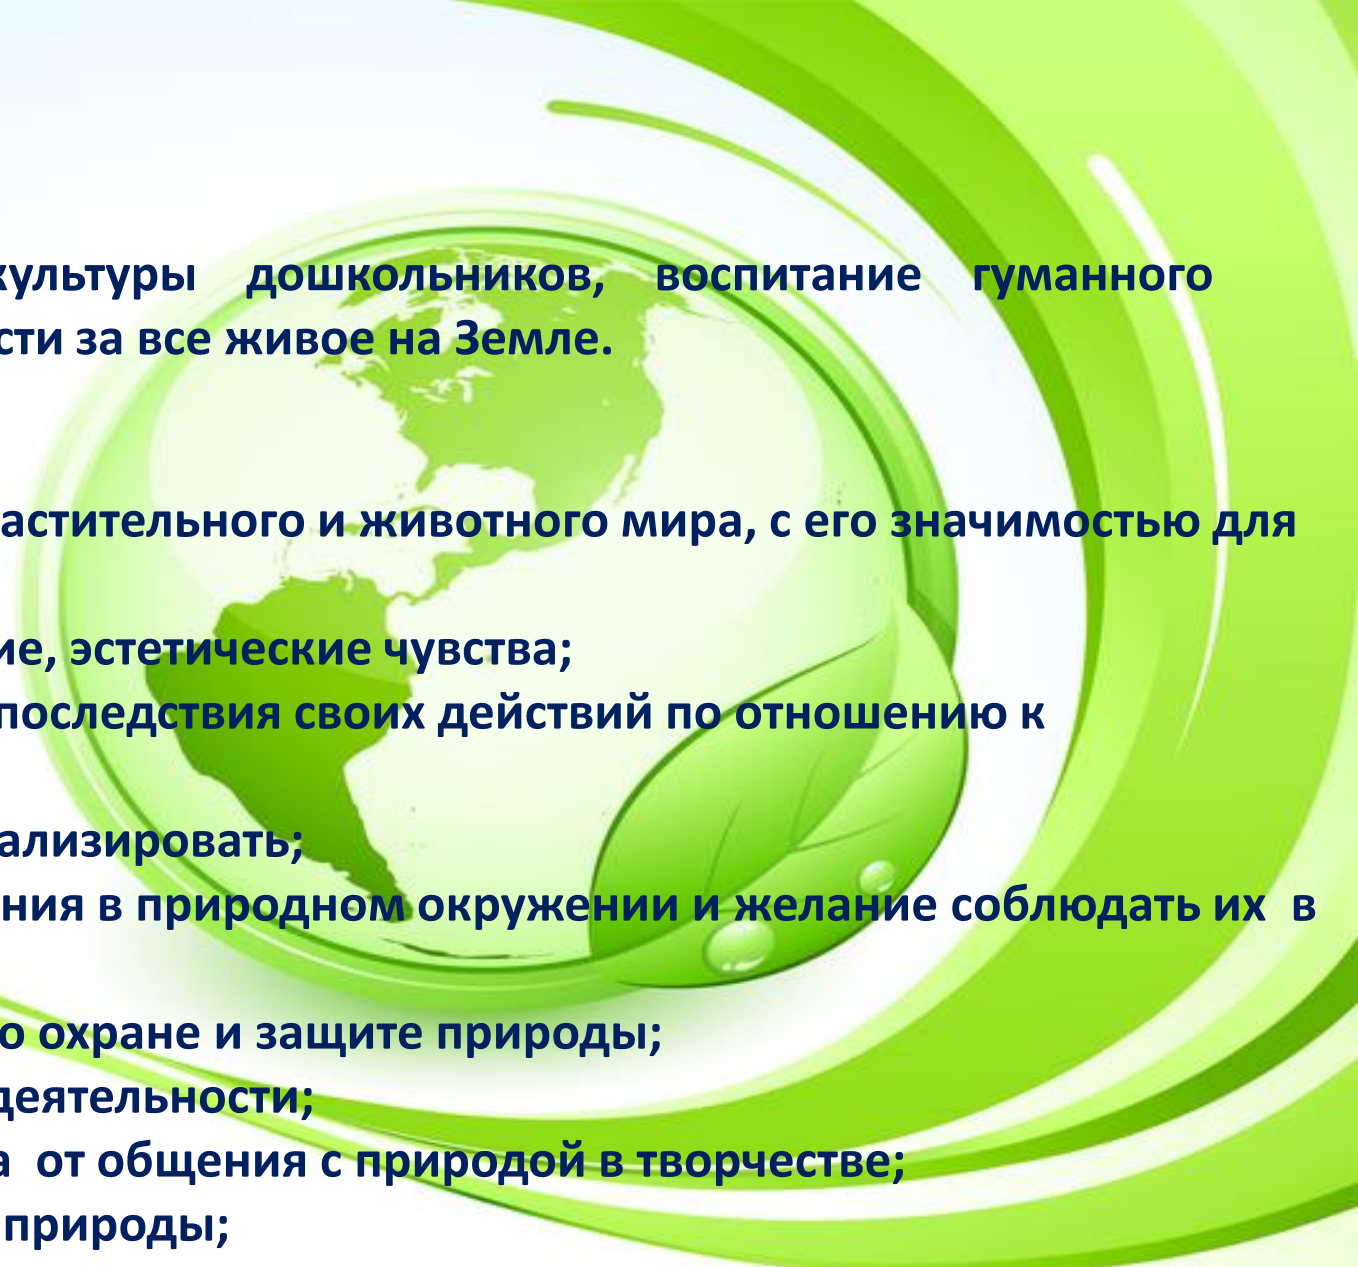 культуры дошкольников, воспитание гуманного
сти за все живое на Земле.
астительного и животного мира, с его значимостью для
ие, эстетические чувства;
последствия своих действий по отношению к
ализировать;
ния в природном окружении и желание соблюдать их в
о охране и защите природы;
деятельности;
а от общения с природой в творчестве;
природы;